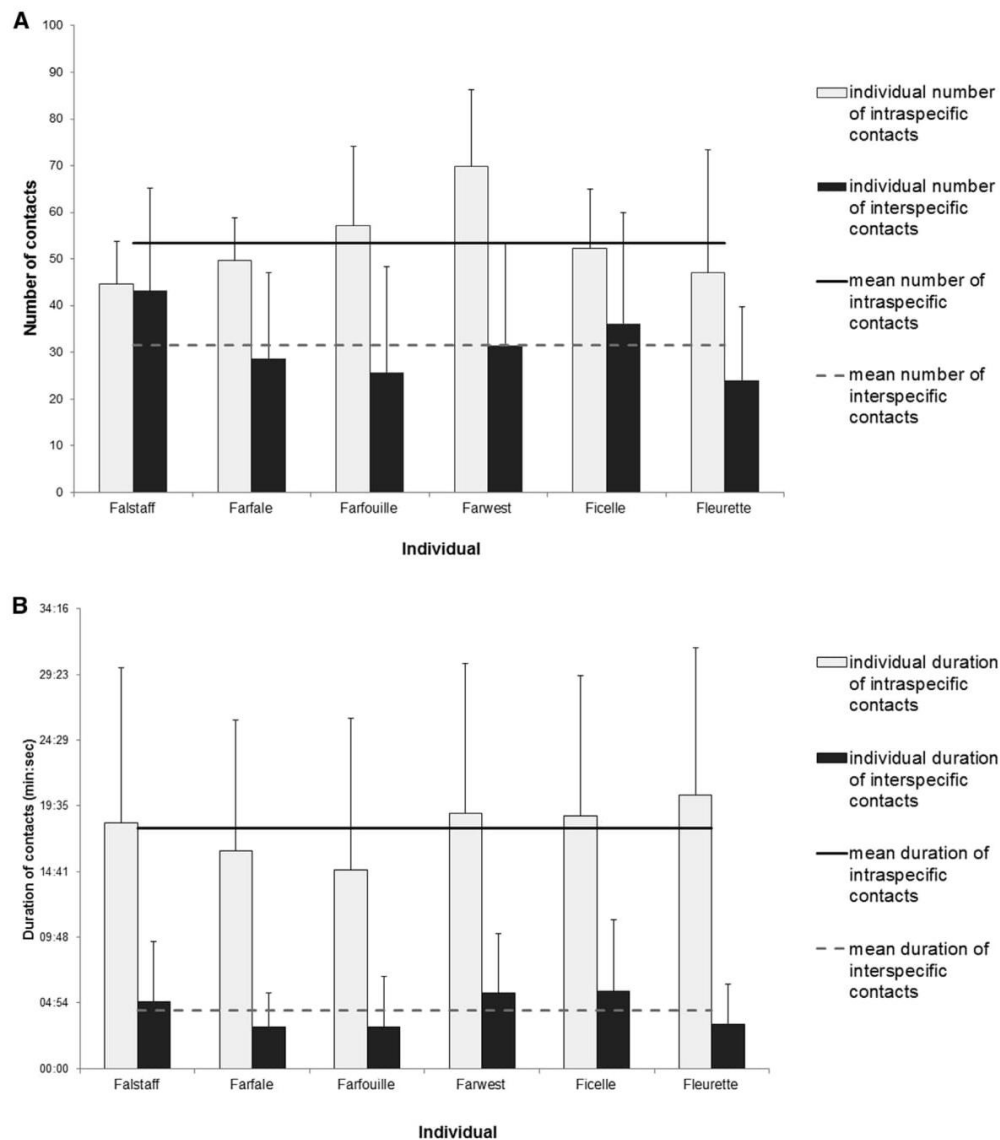 A
100
90
80
70
60
50
40
30
20
10
0
Number of contacts
Falstaff Farfale Farfouille Farwest Ficelle Fleurette
Individual
individual number
of intraspecific
contacts
individual number
of interspecific
contacts
mean number of
intraspecific
contacts
mean number of
interspecific
contacts
B
34:16
29:23
24:29
19:35
14:41
09:48
04:54
00:00
Duration of contacts (min:sec)
Falstaff Farfale Farfouille Farwest Ficelle Fleurette
Individual
individual duration
of intraspecific
contacts
individual duration
of interspecific
contacts
mean duration of
intraspecific
contacts
mean duration of
interspecific
contacts